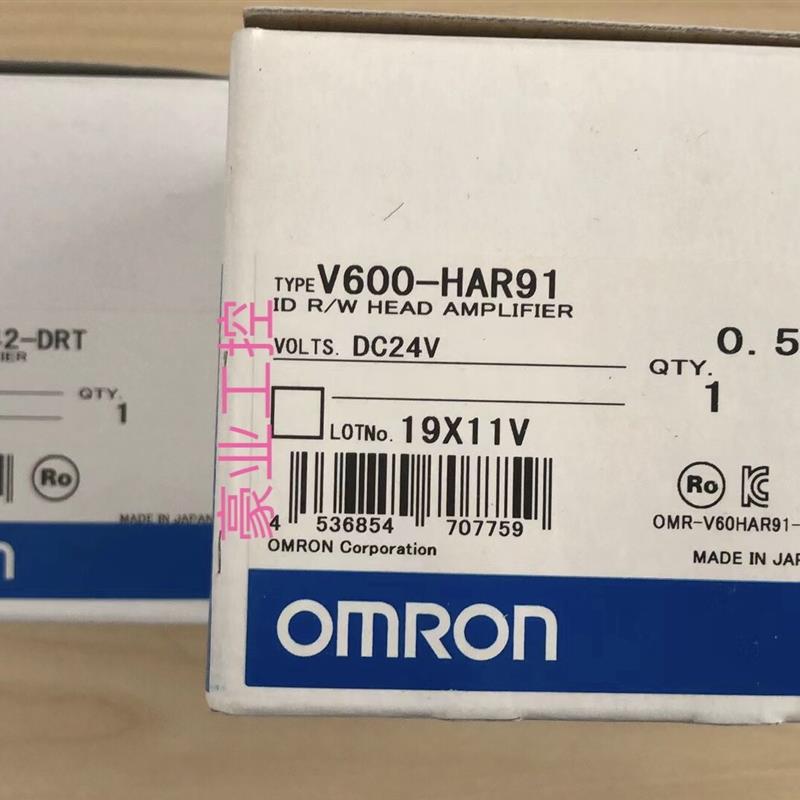 TYPE V600-HAR91
ID R/W HEAD AMPLIFIER
VOLTS. DC24V
0.5
QTY.
1
LOTNo. 19X11V
4 536854 707759
OMRON Corporation
OMR-V60HAR91-
MADE IN JAP
OMRON
豪业工控
2-DRT
IER
QTY.
1
MADE IN JAPAN
Ro
Ro
n